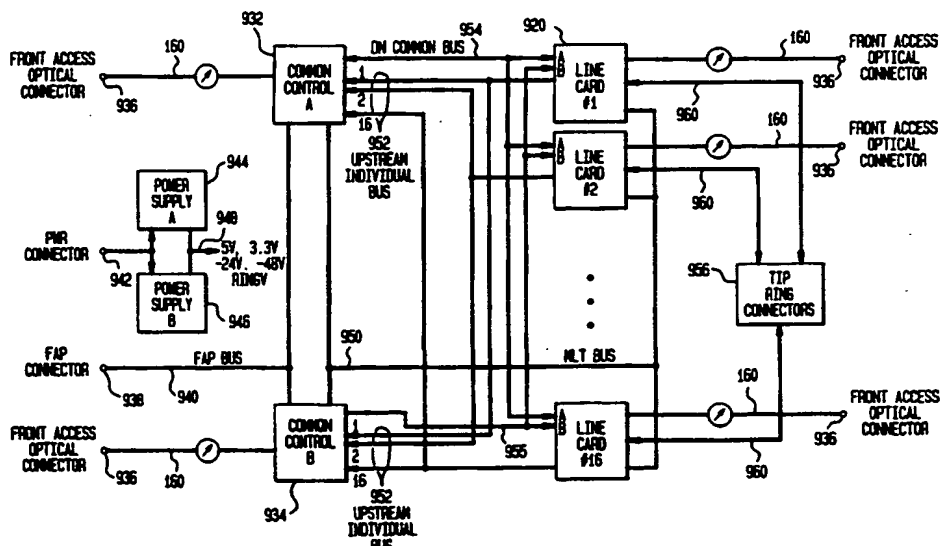 932
954
920
160
DN COMMON BUS
160
FRONT ACCESS
OPTICAL
CONNECTOR
936
COMMON
CONTROL
A
1
2
16
952
UPSTREAM
INDIVIDUAL
BUS
A
B
LINE
CARD
#1
960
936
FRONT ACCESS
OPTICAL
CONNECTOR
A
B
LINE
CARD
#2
160
960
936
FRONT ACCESS
OPTICAL
CONNECTOR
944
POWER
SUPPLY
A
948
PWR
CONNECTOR
942
5V, 3.3V
-24V, -48V
RINGV
POWER
SUPPLY
B
946
956
TIP
RING
CONNECTORS
FAP
CONNECTOR
938
FAP BUS
940
950
MLT BUS
FRONT ACCESS
OPTICAL
CONNECTOR
936
160
COMMON
CONTROL
B
934
1
2
16
952
UPSTREAM
INDIVIDUAL
BUS
955
A
B
LINE
CARD
#16
160
960
936
FRONT ACCESS
OPTICAL
CONNECTOR